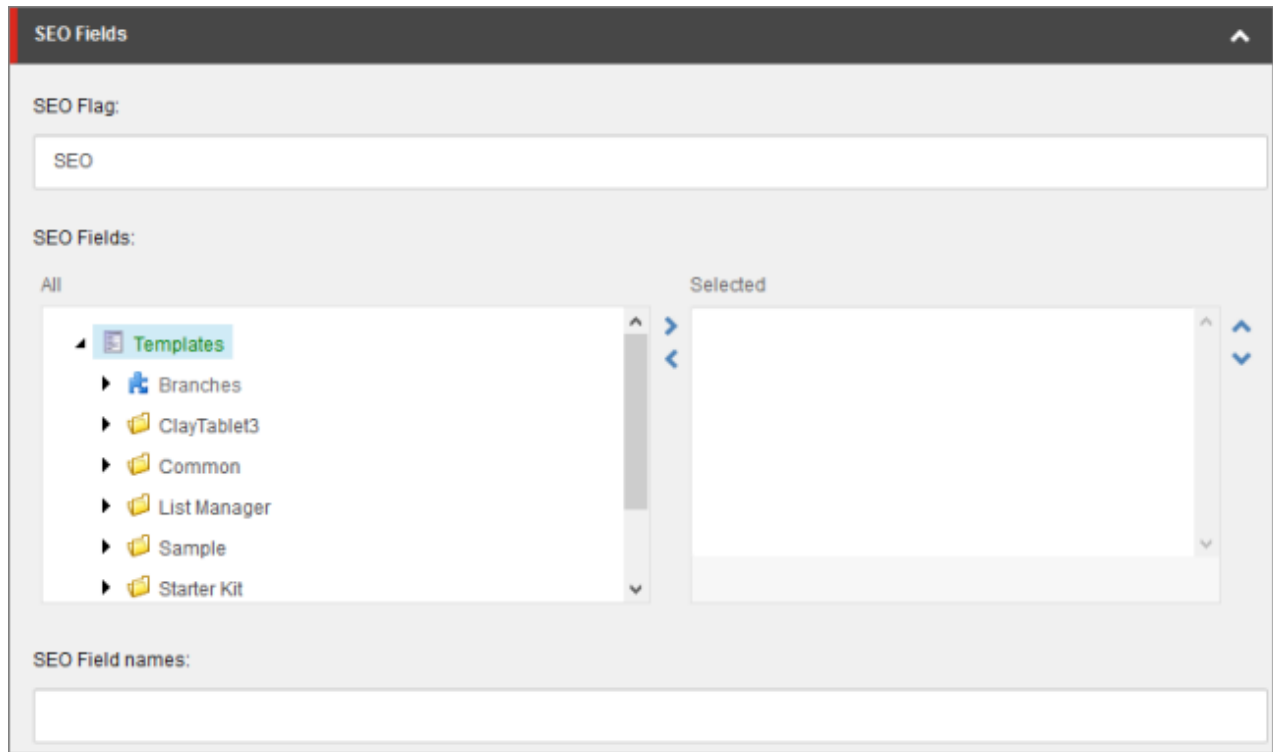 SEO Fields
SEO Flag:
SEO
SEO Fields:
All
Selected
Templates
Branches
ClayTablet3
Common
List Manager
Sample
Starter Kit
SEO Field names: